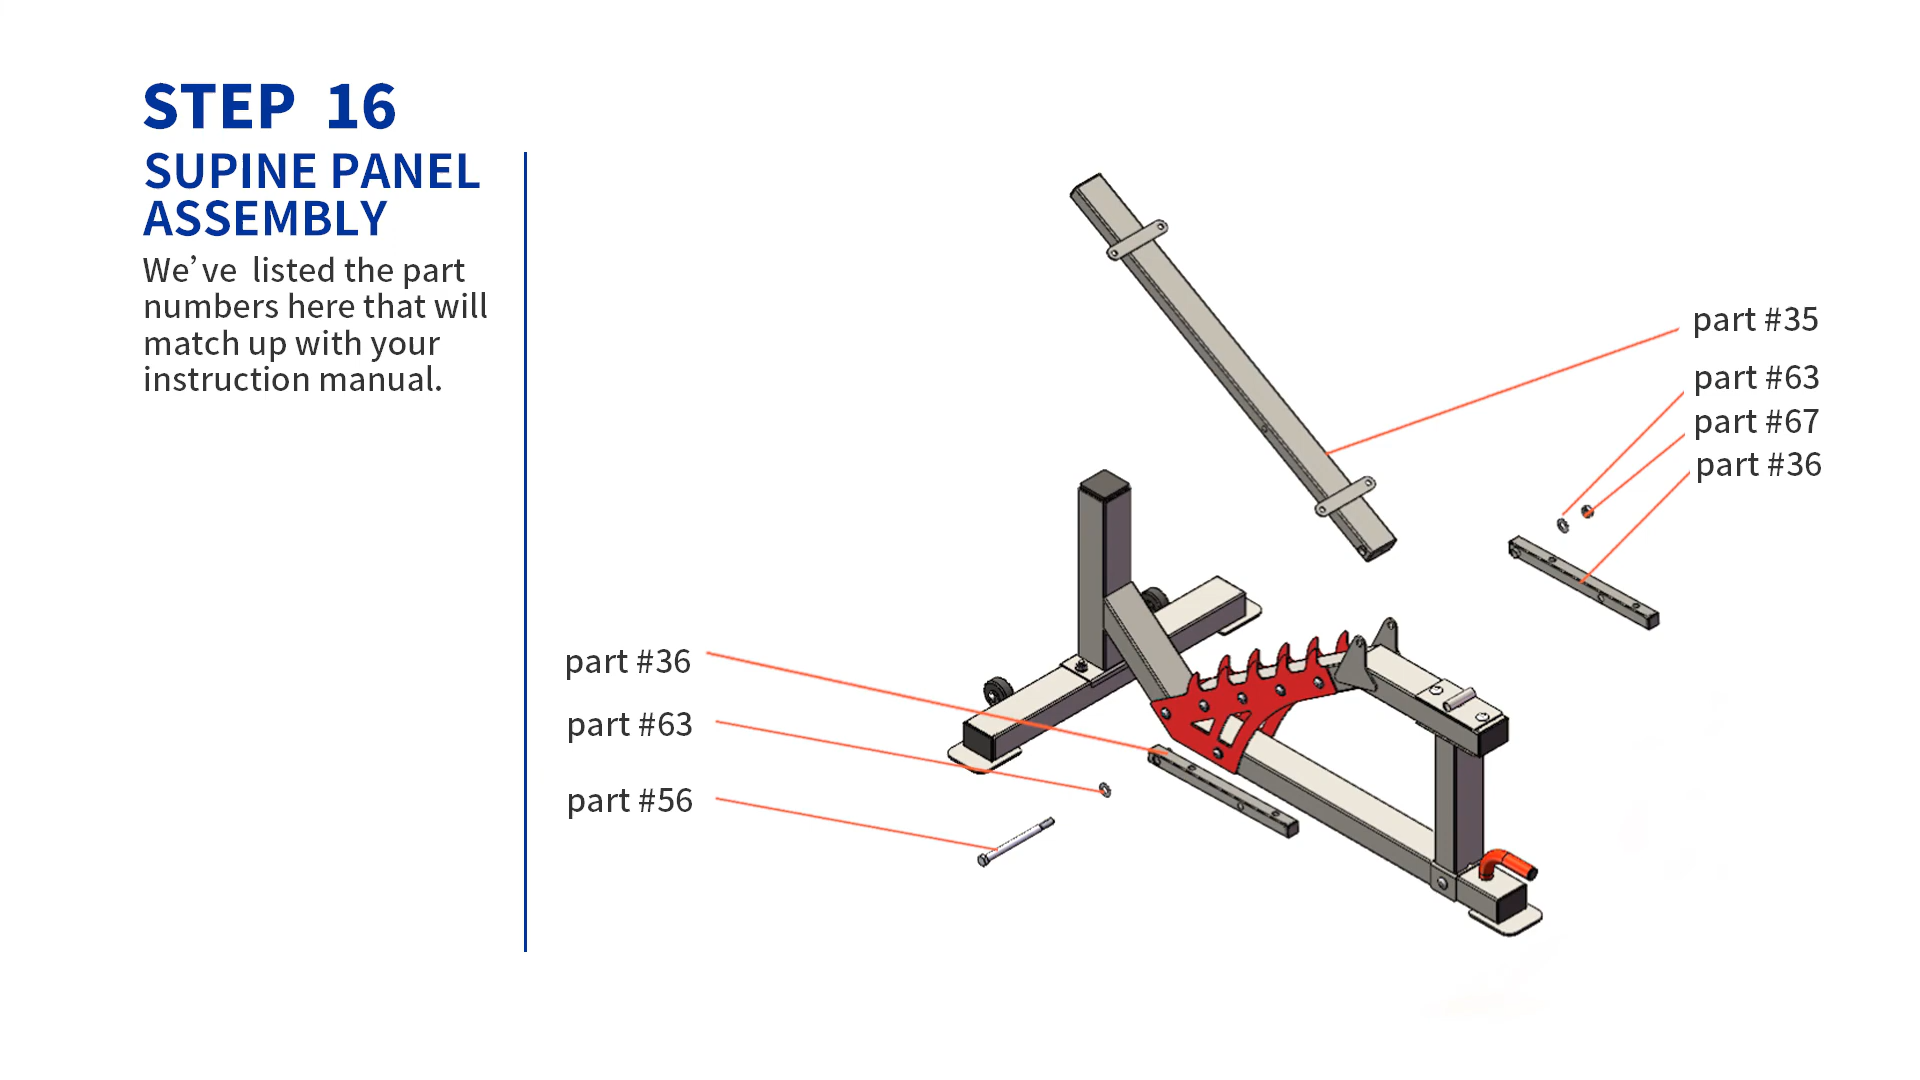 STEP 16
SUPINE PANEL
ASSEMBLY
We've listed the part
numbers here that will
match up with your
instruction manual.
part #35
part #63
part #67
part #36
part #36
part #63
part #56